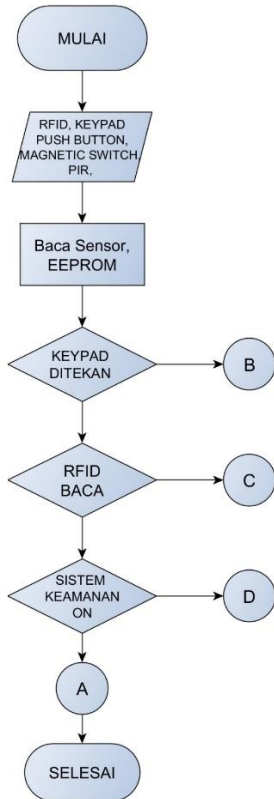 MULAI
RFID, KEYPAD
PUSH BUTTON,
MAGNETIC SWITCH,
PIR,
Baca Sensor,
EEPROM
KEYPAD
DITEKAN
B
RFID
BACA
C
SISTEM
KEAMANAN
ON
D
A
SELESAI